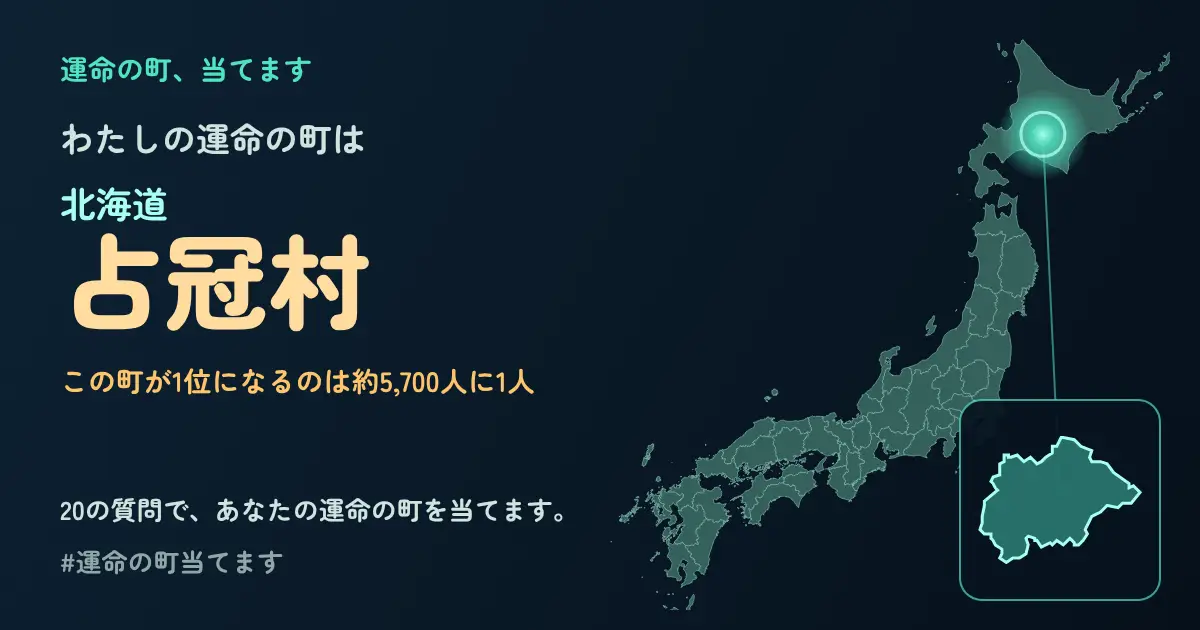 運命の町、当てます
わたしの運命の町は
北海道
占冠村
この町が1位になるのは約5,700人に1人
20の質問で、あなたの運命の町を当てます。
#運命の町当てます